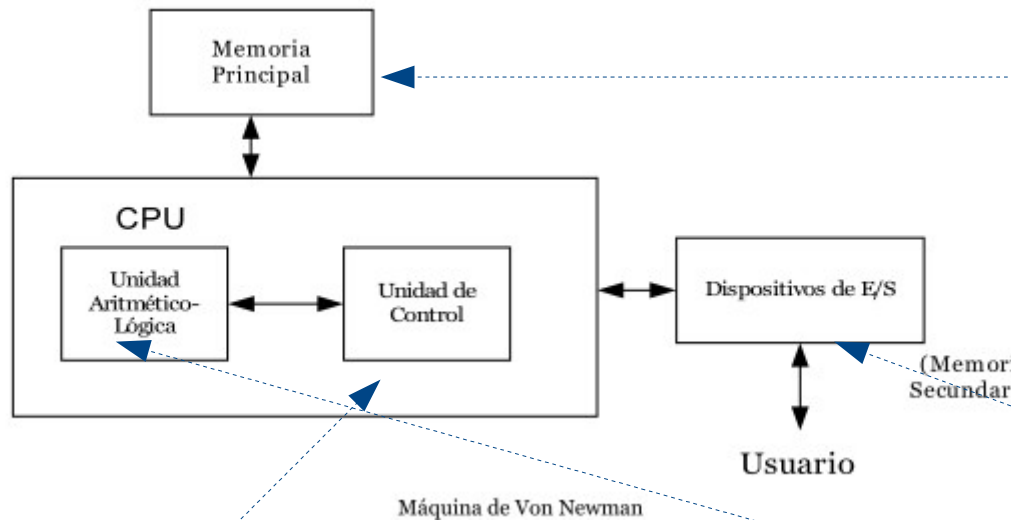 Memoria
Principal
CPU
Unidad
Aritmético-
Lógica
Unidad de
Control
Dispositivos de E/S
Usuario
Máquina de Von Newman